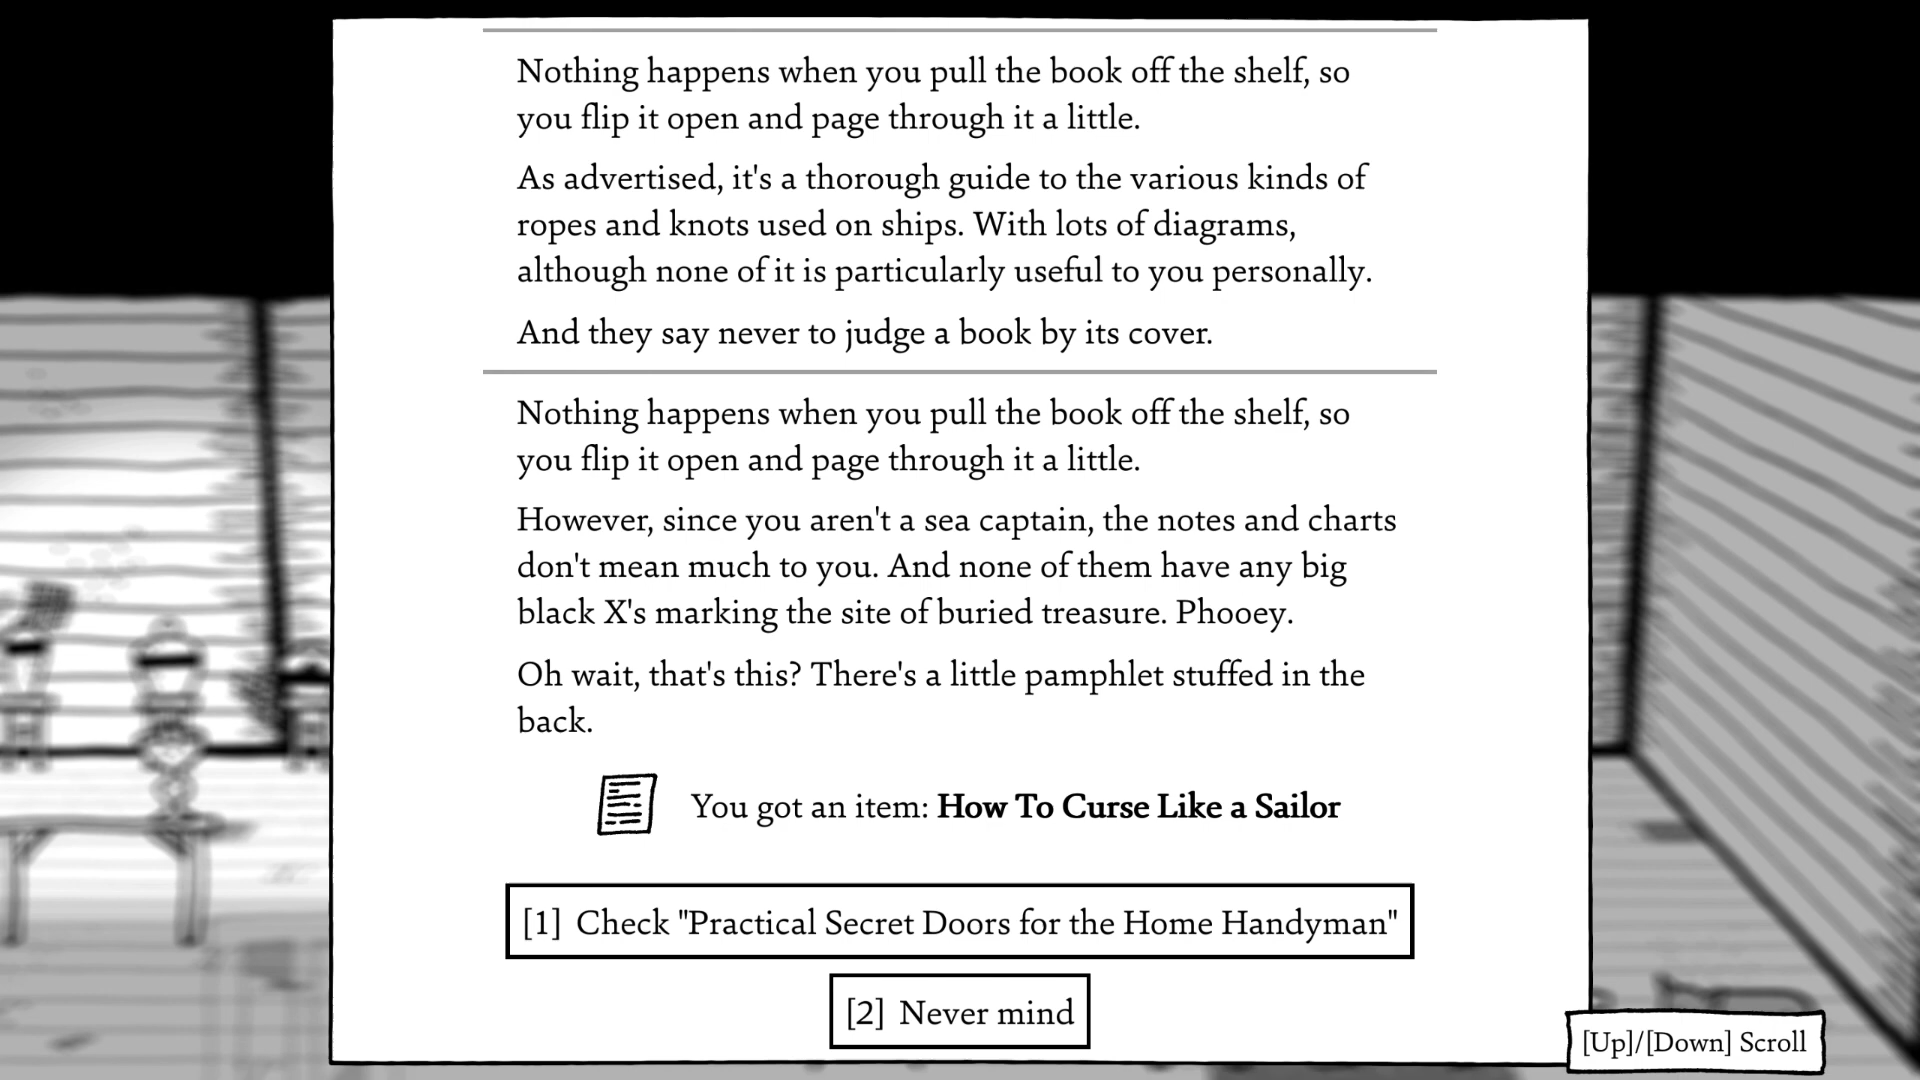 Nothing happens when you pull the book off the shelf, so
you flip it open and page through it a little.
As advertised, it's a thorough guide to the various kinds of
ropes and knots used on ships. With lots of diagrams,
although none of it is particularly useful to you personally.
And they say never to judge a book by its cover.
Nothing happens when you pull the book off the shelf, so
you flip it open and page through it a little.
However, since you aren't a sea captain, the notes and charts
don't mean much to you. And none of them have any big
black X's marking the site of buried treasure. Phooey.
Oh wait, that's this? There's a little pamphlet stuffed in the
back.
You got an item: How To Curse Like a Sailor
[1] Check "Practical Secret Doors for the Home Handyman"
[2] Never mind
[Up]/[Down] Scroll